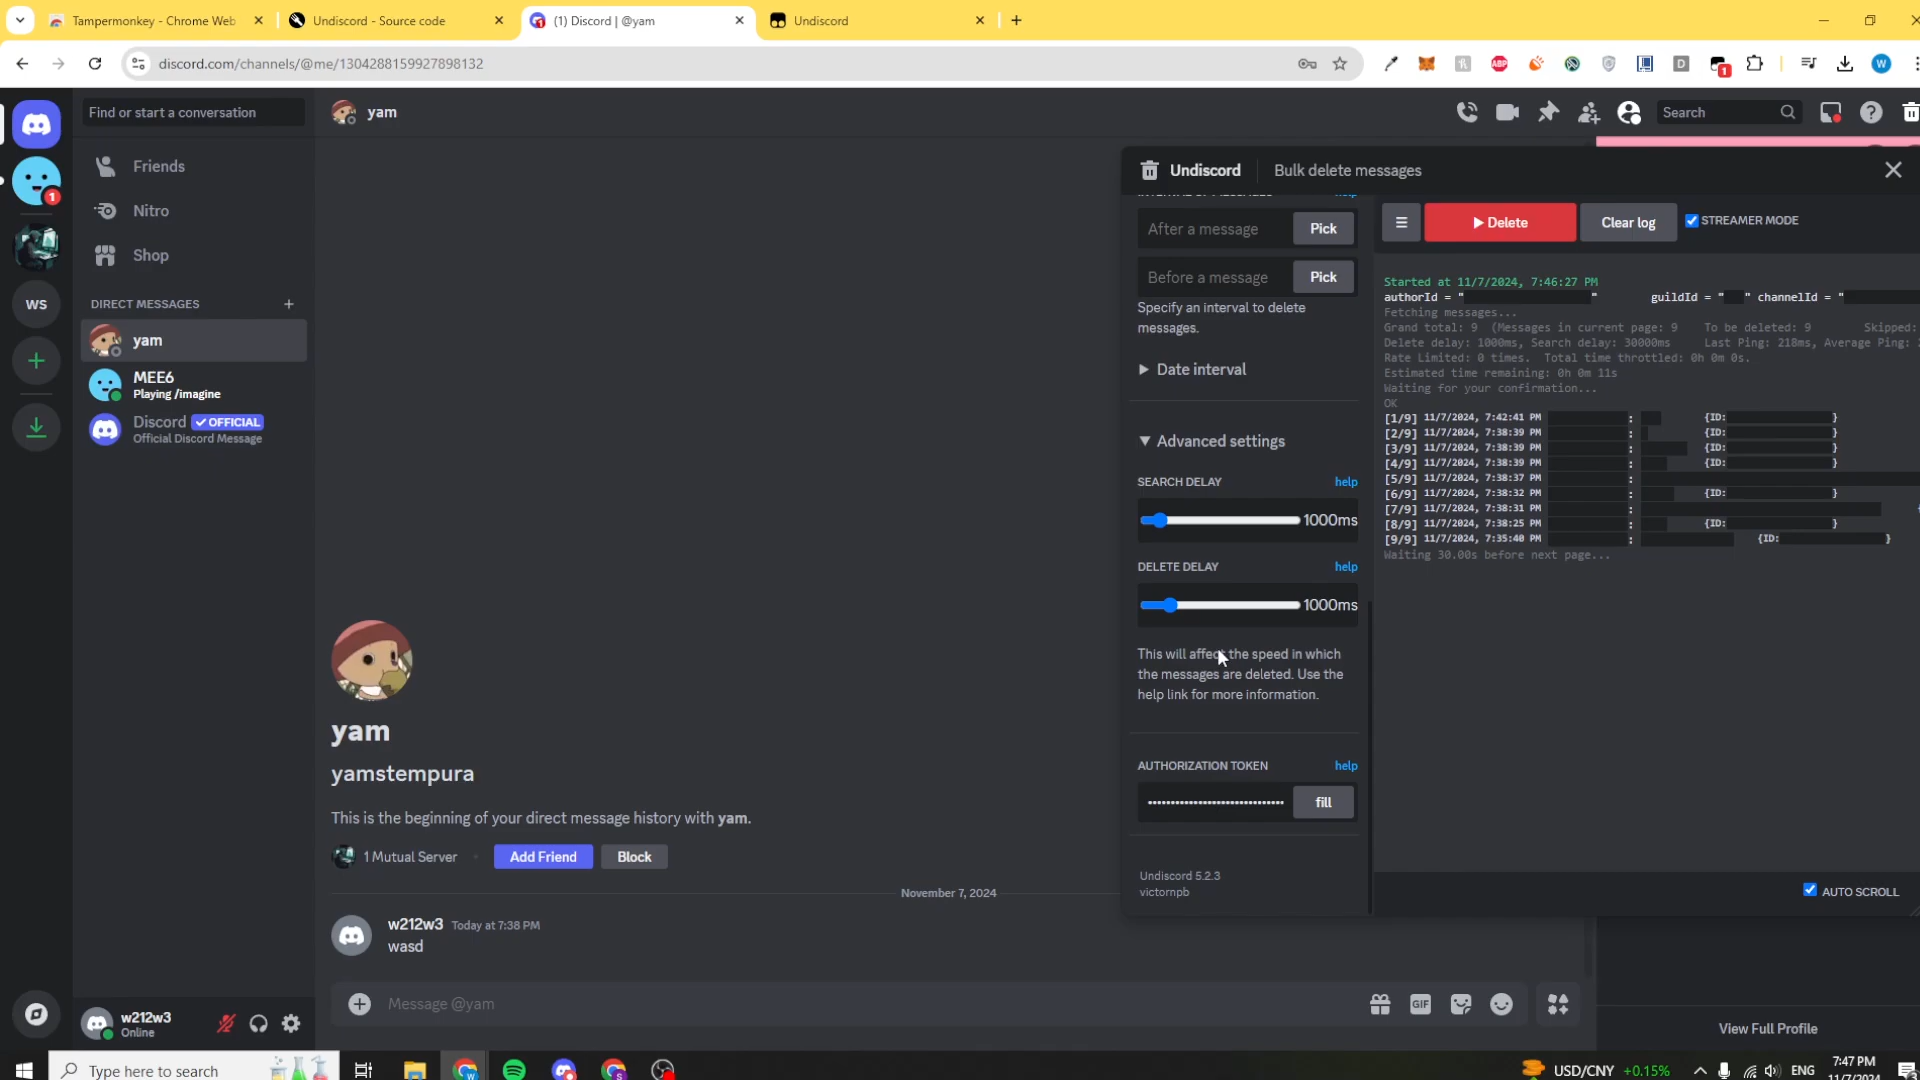 Tampermonkey - Chrome Web
Undiscord - Source code
(1) Discord | @yam
Undiscord
discord.com/channels/@me/1304288159927898132
ABP
D
1
W
Find or start a conversation
yam
Search
Friends
Nitro
Shop
DIRECT MESSAGES
yam
MEE6
Playing /imagine
Discord ✓ OFFICIAL
Official Discord Message
1
WS
w212w3
Online
yam
yamstempura
This is the beginning of your direct message history with yam.
1 Mutual Server
Add Friend
Block
November 7, 2024
w212w3 Today at 7:38 PM
wasd
Message @yam
GIF
Undiscord
Bulk delete messages
help
After a message
Pick
Before a message
Pick
Specify an interval to delete
messages.
Date interval
Advanced settings
SEARCH DELAY
help
1000ms
DELETE DELAY
help
1000ms
This will affect the speed in which
the messages are deleted. Use the
help link for more information.
AUTHORIZATION TOKEN
help
fill
Undiscord 5.2.3
victornpb
Delete
Clear log
STREAMER MODE
Started at 11/7/2024, 7:46:27 PM
authorId = " " guildId = " " channelId = "
Fetching messages...
Grand total: 9 (Messages in current page: 9 To be deleted: 9 Skipped:
Delete delay: 1000ms, Search delay: 30000ms Last Ping: 218ms, Average Ping:
Rate Limited: 0 times. Total time throttled: 0h 0m 0s.
Estimated time remaining: 0h 0m 11s
Waiting for your confirmation...
OK
[1/9] 11/7/2024, 7:42:41 PM : {ID: }
[2/9] 11/7/2024, 7:38:39 PM : {ID: }
[3/9] 11/7/2024, 7:38:39 PM : {ID: }
[4/9] 11/7/2024, 7:38:39 PM : {ID: }
[5/9] 11/7/2024, 7:38:37 PM :
[6/9] 11/7/2024, 7:38:32 PM : {ID: }
[7/9] 11/7/2024, 7:38:31 PM :
[8/9] 11/7/2024, 7:38:25 PM : {ID: }
[9/9] 11/7/2024, 7:35:40 PM : {ID: }
Waiting 30.00s before next page...
AUTO SCROLL
View Full Profile
Type here to search
USD/CNY +0.15%
ENG
7:47 PM
11/7/2024